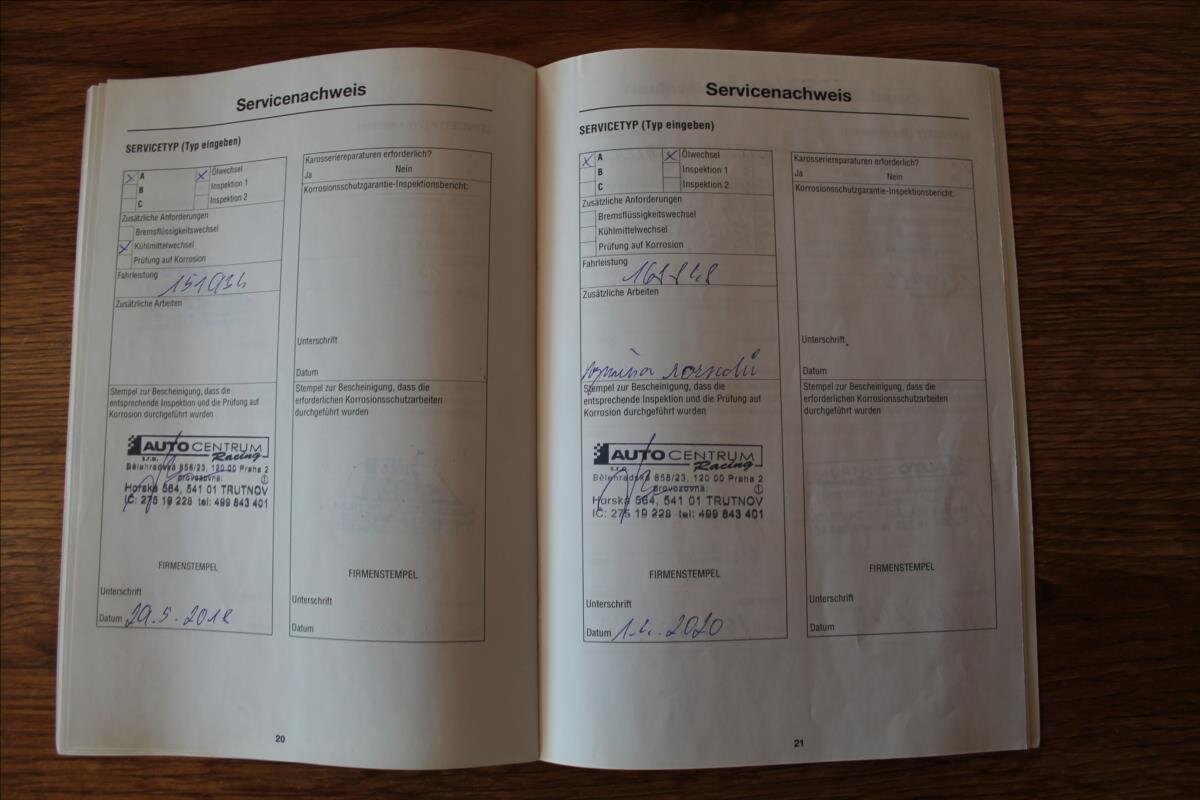 Servicenachweis
SERVICETYP (Typ eingeben)
x A x Ölwechsel
B Inspektion 1
C Inspektion 2
Zusätzliche Anforderungen
Bremsflüssigkeitswechsel
x Kühlmittelwechsel
Prüfung auf Korrosion
Fahrleistung
Zusätzliche Arbeiten
Stempel zur Bescheinigung, dass die
entsprechende Inspektion und die Prüfung auf
Korrosion durchgeführt wurden
AUTO CENTRUM
s.r.o. Racing
Bělehradská 858/23, 120 00 Praha 2
provozovna: 1
Horská 564, 541 01 TRUTNOV
IČ: 275 19 228 tel: 499 843 401
FIRMENSTEMPEL
Unterschrift
Datum 29.5.2018
Karosseriereparaturen erforderlich?
Ja Nein
Korrosionsschutzgarantie-Inspektionsbericht:
Unterschrift
Datum
Stempel zur Bescheinigung, dass die
erforderlichen Korrosionsschutzarbeiten
durchgeführt wurden
FIRMENSTEMPEL
Unterschrift
Datum
20
Servicenachweis
SERVICETYP (Typ eingeben)
x A x Ölwechsel
B Inspektion 1
C Inspektion 2
Zusätzliche Anforderungen
Bremsflüssigkeitswechsel
Kühlmittelwechsel
Prüfung auf Korrosion
Fahrleistung
Zusätzliche Arbeiten
Stempel zur Bescheinigung, dass die
entsprechende Inspektion und die Prüfung auf
Korrosion durchgeführt wurden
AUTO CENTRUM
s.r.o. Racing
Bělehradská 858/23, 120 00 Praha 2
provozovna: 1
Horská 564, 541 01 TRUTNOV
IČ: 275 19 228 tel: 499 843 401
FIRMENSTEMPEL
Unterschrift
Datum 1.4.2020
Karosseriereparaturen erforderlich?
Ja Nein
Korrosionsschutzgarantie-Inspektionsbericht:
Unterschrift
Datum
Stempel zur Bescheinigung, dass die
erforderlichen Korrosionsschutzarbeiten
durchgeführt wurden
FIRMENSTEMPEL
Unterschrift
Datum
21